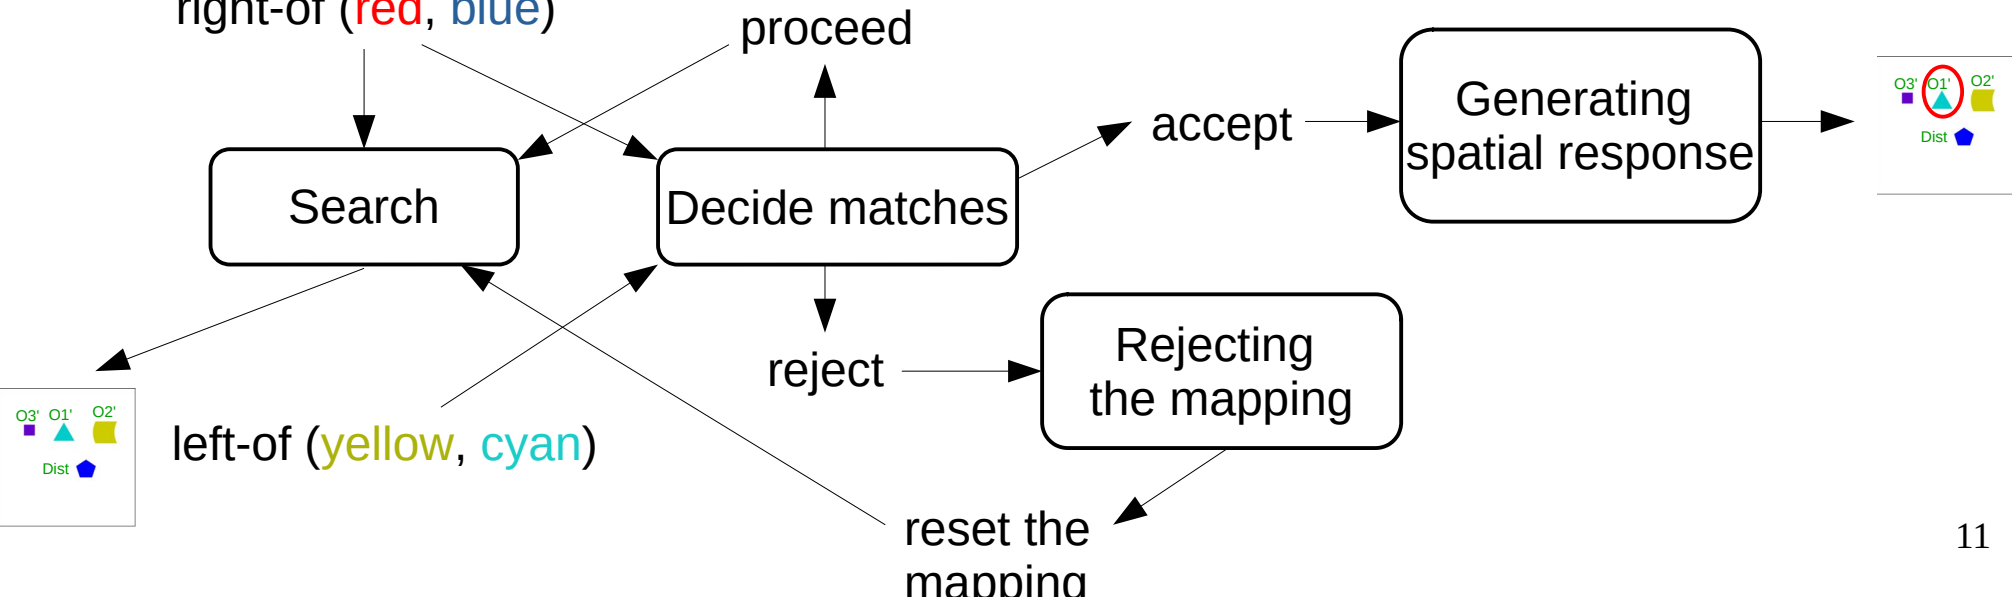 right-of (red, blue)
proceed
accept
Generating
spatial response
O3' O1' O2'
Dist
Search
Decide matches
reject
Rejecting
the mapping
O3' O1' O2'
Dist
left-of (yellow, cyan)
reset the
mapping
11